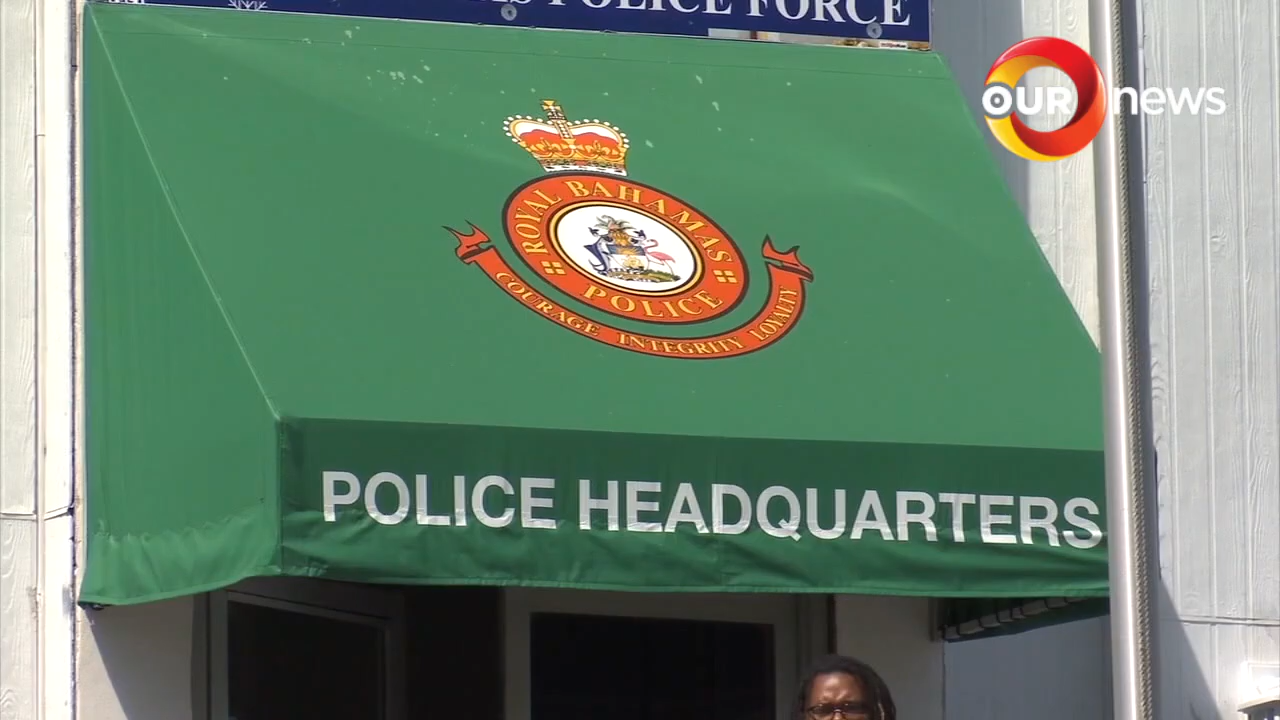 POLICE FORCE
OUR news
ROYAL BAHAMAS
POLICE
COURAGE INTEGRITY LOYALTY
POLICE HEADQUARTERS